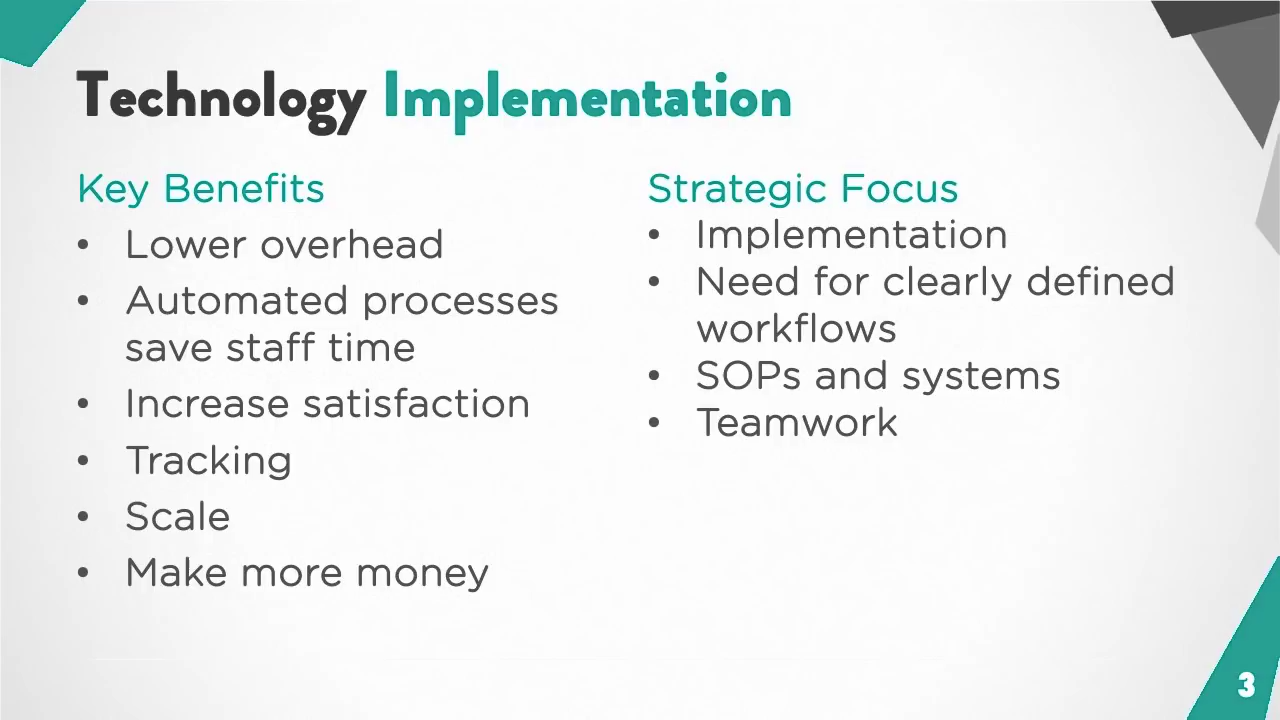 Technology Implementation
Key Benefits
• Lower overhead
• Automated processes
save staff time
• Increase satisfaction
• Tracking
• Scale
• Make more money
Strategic Focus
• Implementation
• Need for clearly defined
workflows
• SOPs and systems
• Teamwork
3